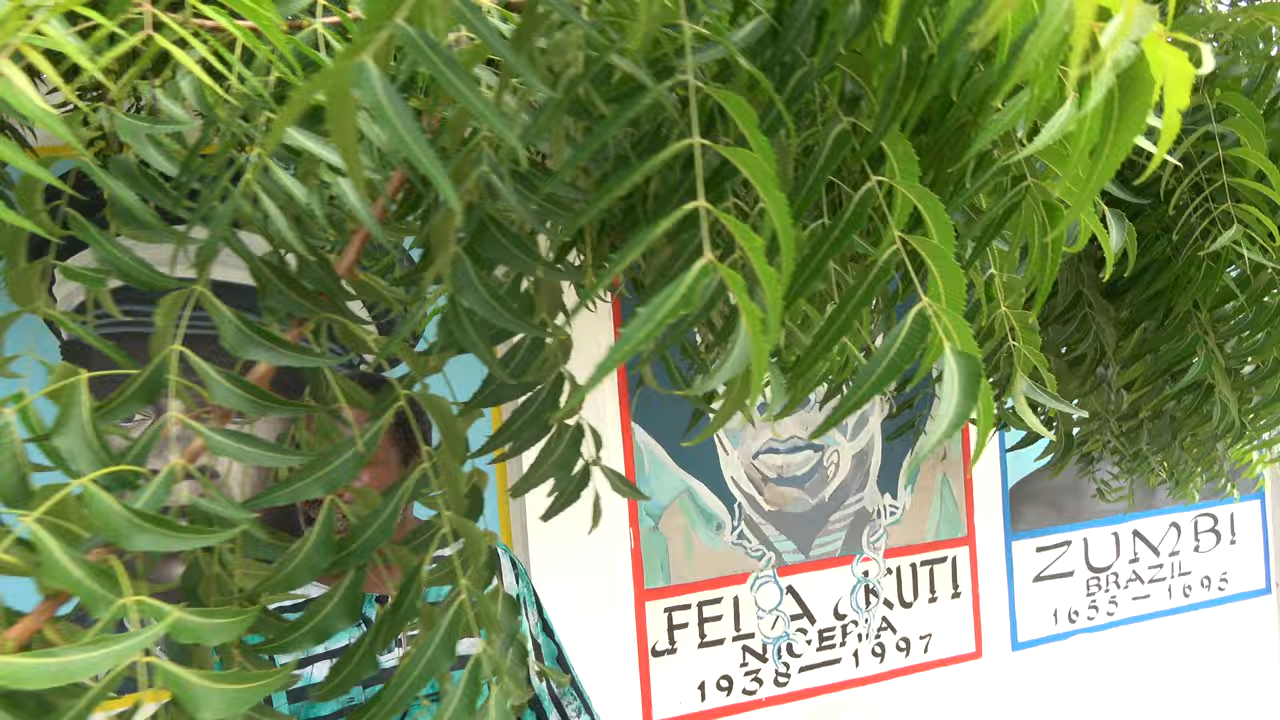 FELA KUTI
NIGERIA
1938-1997
ZUMBI
BRAZIL
1655-1695